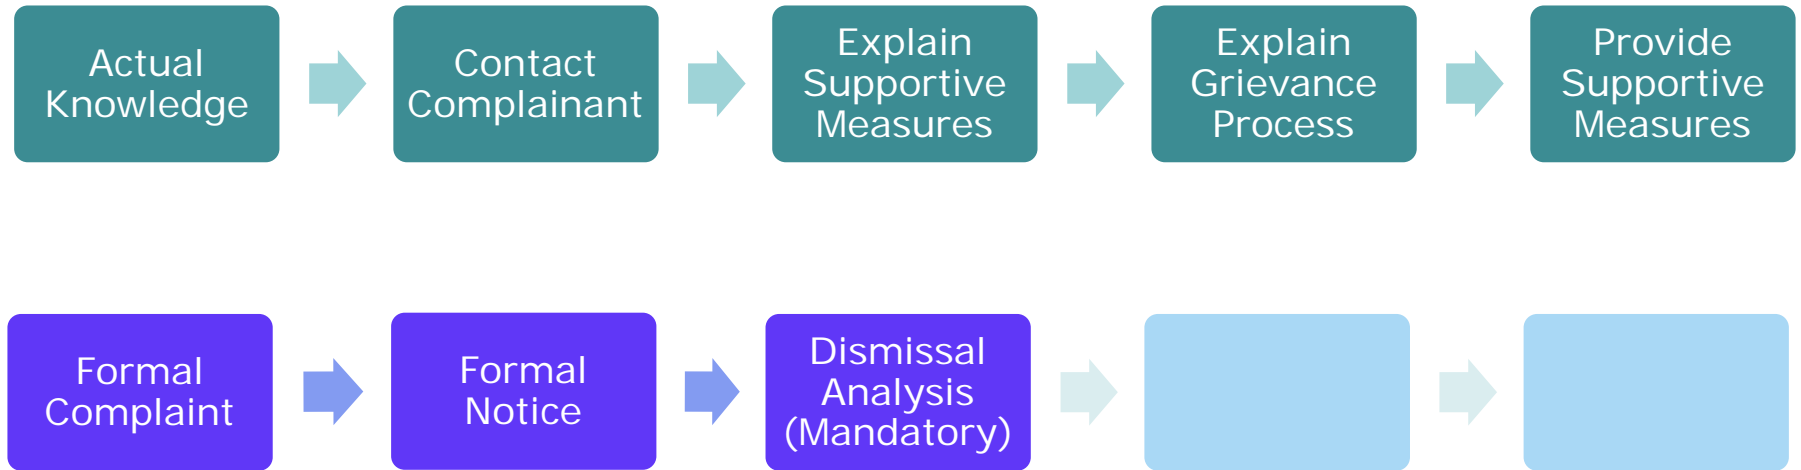 Actual
Knowledge
Contact
Complainant
Explain
Supportive
Measures
Explain
Grievance
Process
Provide
Supportive
Measures
Formal
Complaint
Formal
Notice
Dismissal
Analysis
(Mandatory)